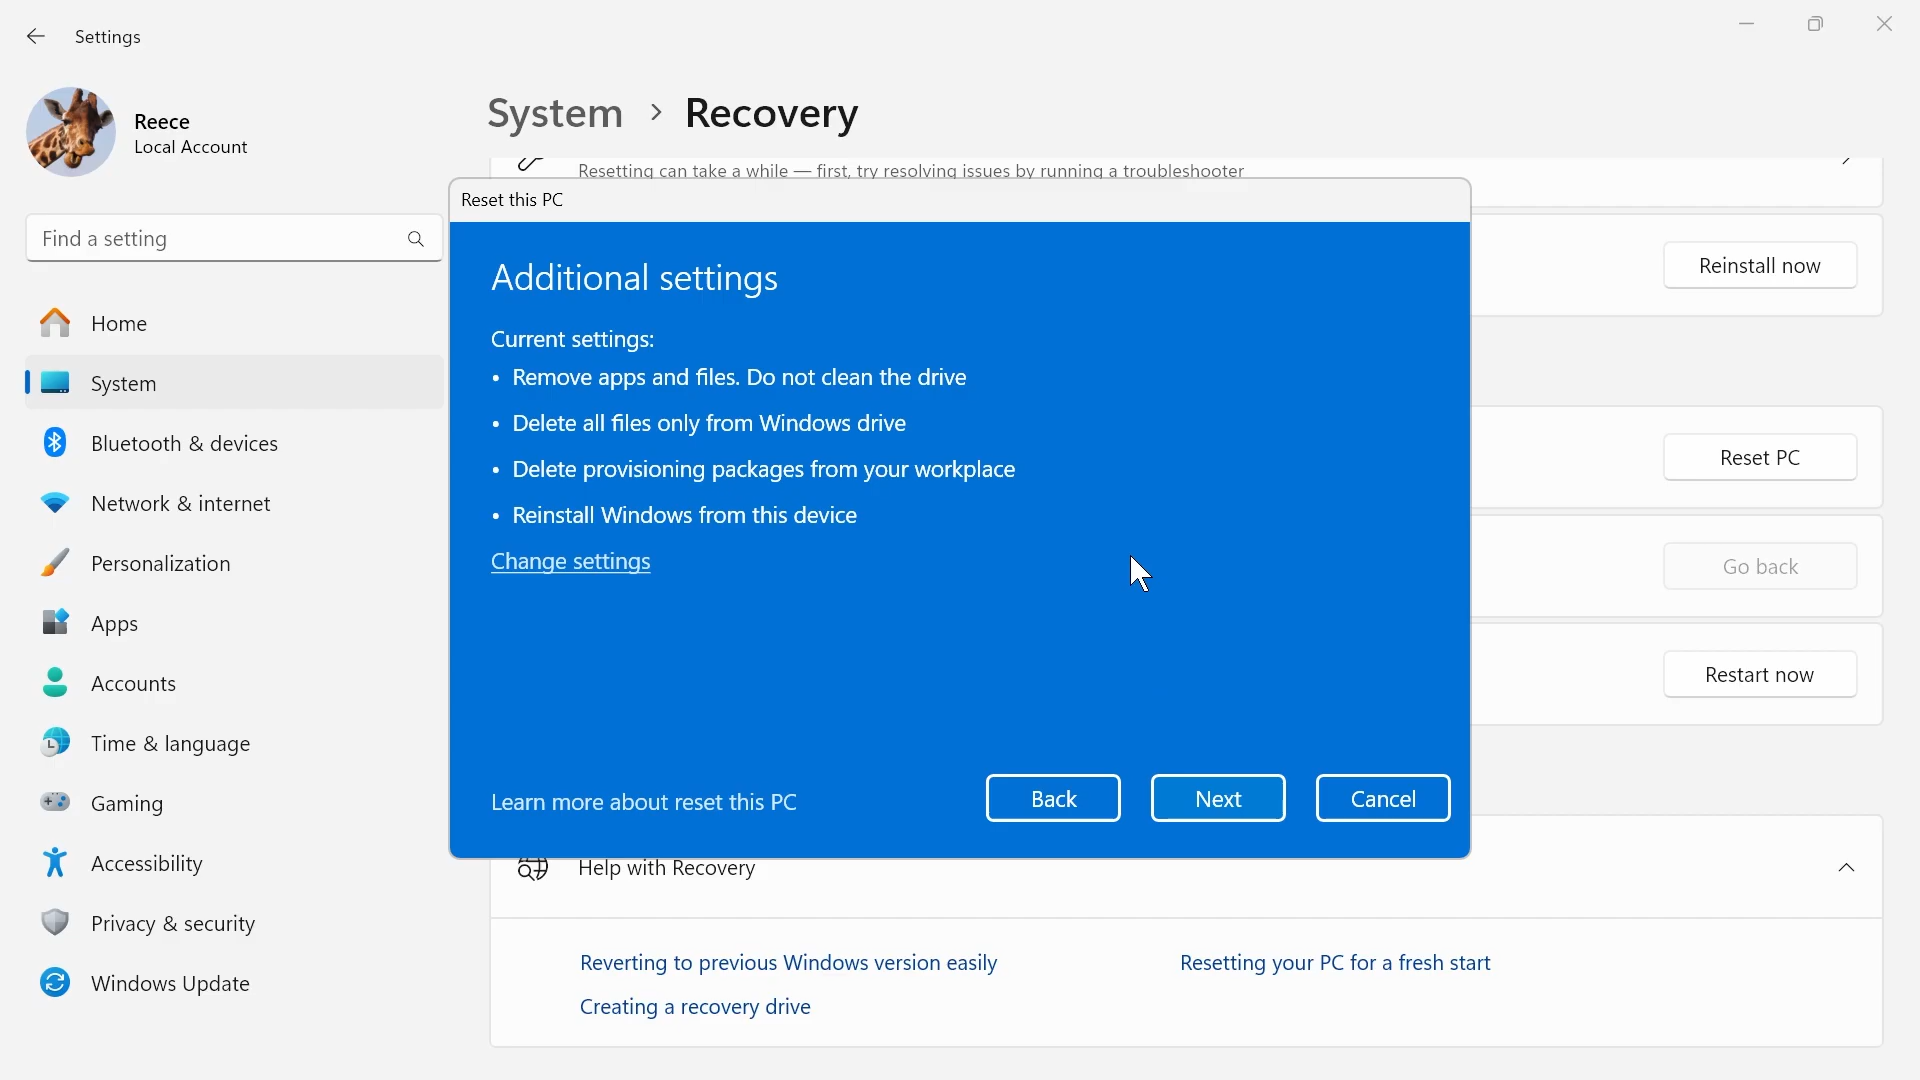 Settings
Reece
Local Account
Find a setting
Home
System
Bluetooth & devices
Network & internet
Personalization
Apps
Accounts
Time & language
Gaming
Accessibility
Privacy & security
Windows Update
System > Recovery
Resetting can take a while — first, try resolving issues by running a troubleshooter
Reset this PC
Additional settings
Current settings:
• Remove apps and files. Do not clean the drive
• Delete all files only from Windows drive
• Delete provisioning packages from your workplace
• Reinstall Windows from this device
Change settings
Learn more about reset this PC
Back
Next
Cancel
Reinstall now
Reset PC
Go back
Restart now
Help with Recovery
Reverting to previous Windows version easily
Resetting your PC for a fresh start
Creating a recovery drive